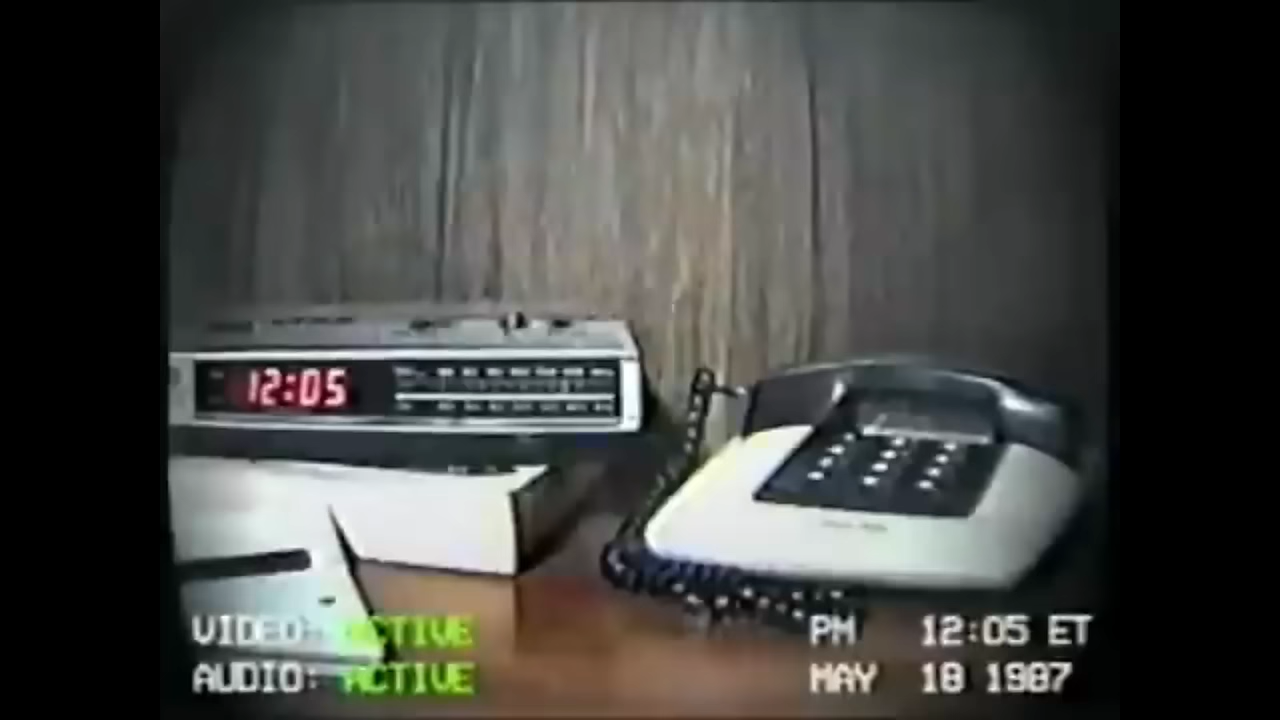 12:05
VIDEO: ACTIVE
AUDIO: ACTIVE
PM 12:05 ET
MAY 18 1987